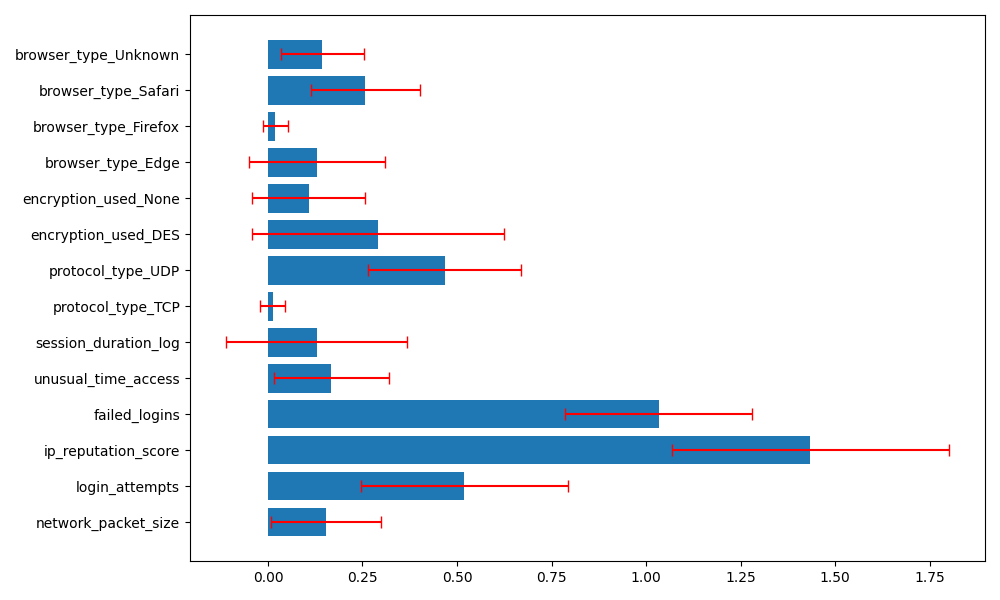 browser_type_Unknown
browser_type_Safari
browser_type_Firefox
browser_type_Edge
encryption_used_None
encryption_used_DES
protocol_type_UDP
protocol_type_TCP
session_duration_log
unusual_time_access
failed_logins
ip_reputation_score
login_attempts
network_packet_size
0.00 0.25 0.50 0.75 1.00 1.25 1.50 1.75